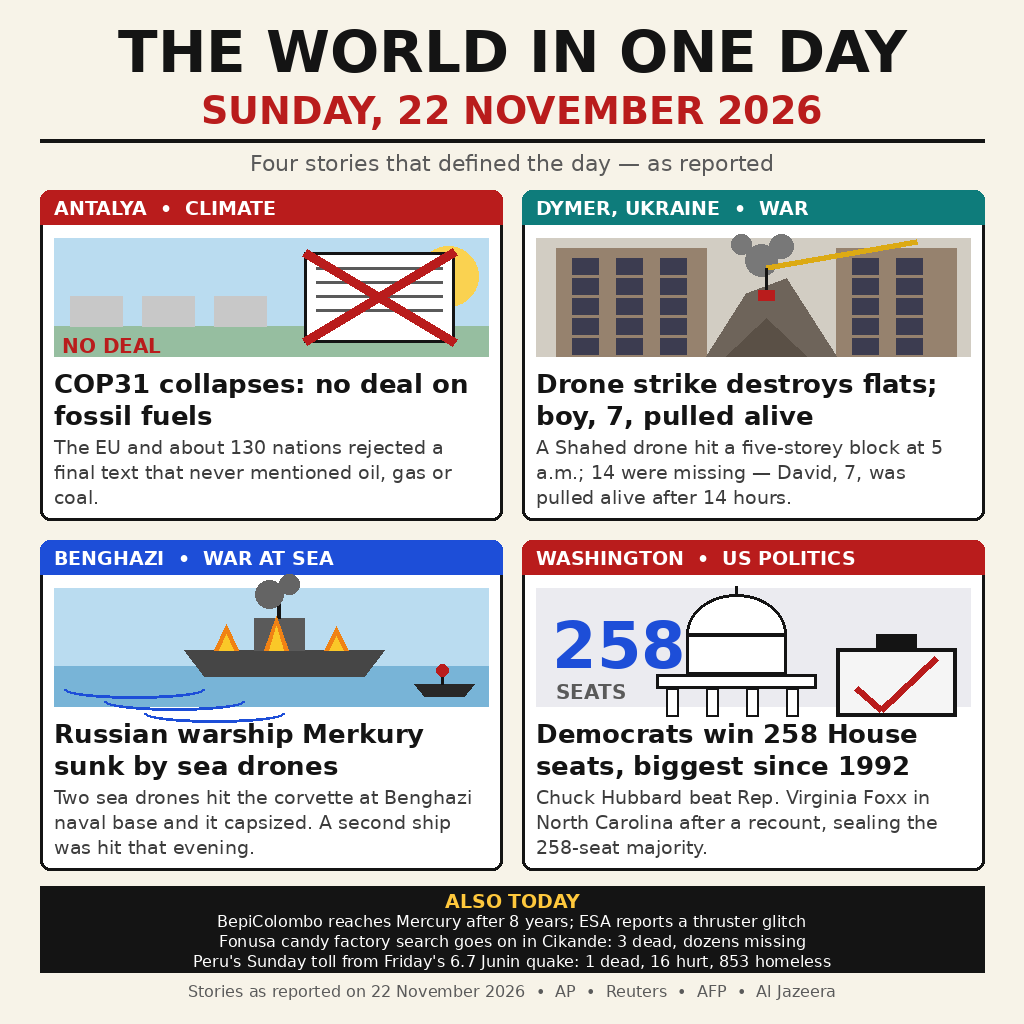 THE WORLD IN ONE DAY
SUNDAY, 22 NOVEMBER 2026
Four stories that defined the day — as reported
ANTALYA • CLIMATE
NO DEAL
COP31 collapses: no deal on
fossil fuels
The EU and about 130 nations rejected a
final text that never mentioned oil, gas or
coal.
DYMER, UKRAINE • WAR
Drone strike destroys flats;
boy, 7, pulled alive
A Shahed drone hit a five-storey block at 5
a.m.; 14 were missing — David, 7, was
pulled alive after 14 hours.
BENGHAZI • WAR AT SEA
Russian warship Merkury
sunk by sea drones
Two sea drones hit the corvette at Benghazi
naval base and it capsized. A second ship
was hit that evening.
WASHINGTON • US POLITICS
258
SEATS
Democrats win 258 House
seats, biggest since 1992
Chuck Hubbard beat Rep. Virginia Foxx in
North Carolina after a recount, sealing the
258-seat majority.
ALSO TODAY
BepiColombo reaches Mercury after 8 years; ESA reports a thruster glitch
Fonusa candy factory search goes on in Cikande: 3 dead, dozens missing
Peru's Sunday toll from Friday's 6.7 Junin quake: 1 dead, 16 hurt, 853 homeless
Stories as reported on 22 November 2026 • AP • Reuters • AFP • Al Jazeera